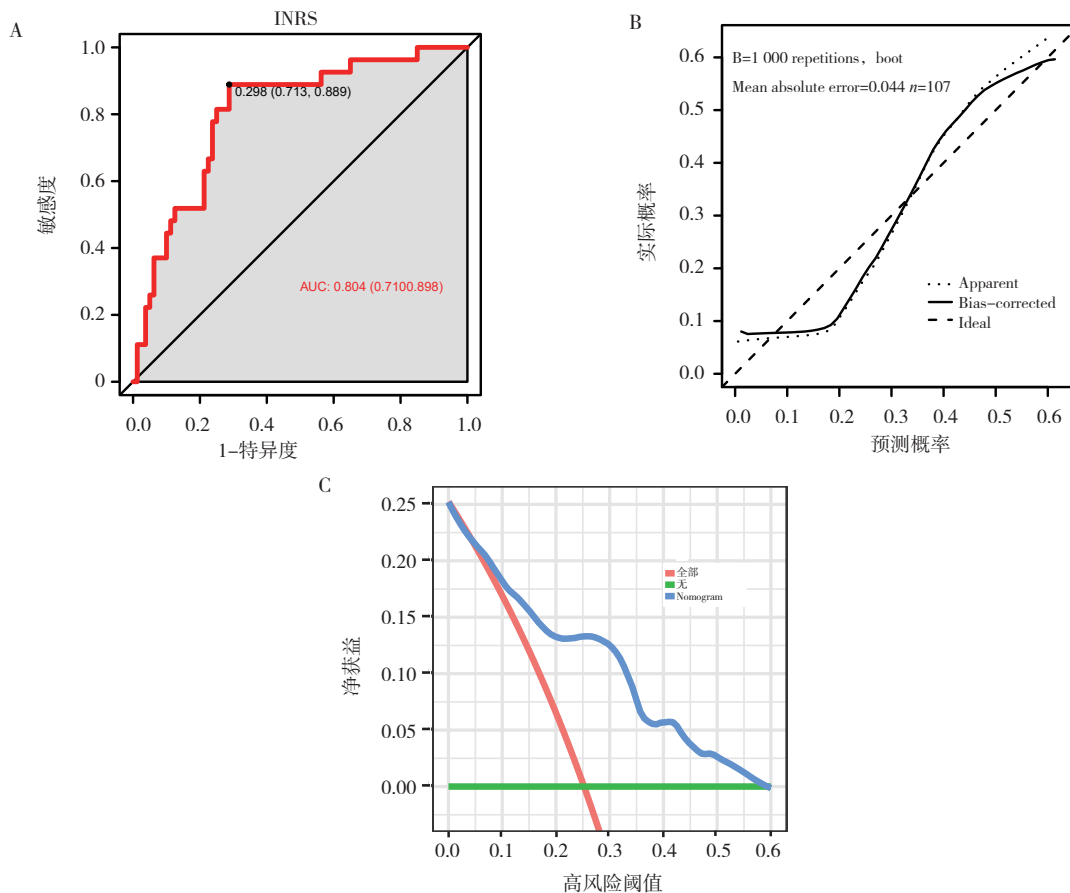 A
INRS
1.0
0.8
0.6
0.4
0.2
0
敏感度
0.298 (0.713, 0.889)
AUC: 0.804 (0.7100.898)
0.0 0.2 0.4 0.6 0.8 1.0
1-特异度
B
B=1 000 repetitions, boot
Mean absolute error=0.044 n=107
0.6
0.5
0.4
0.3
0.2
0.1
0.0
实际概率
Apparent
Bias-corrected
Ideal
0.0 0.1 0.2 0.3 0.4 0.5 0.6
预测概率
C
0.25
0.20
0.15
0.10
0.05
0.00
净获益
全部
无
Nomogram
0.0 0.1 0.2 0.3 0.4 0.5 0.6
高风险阈值